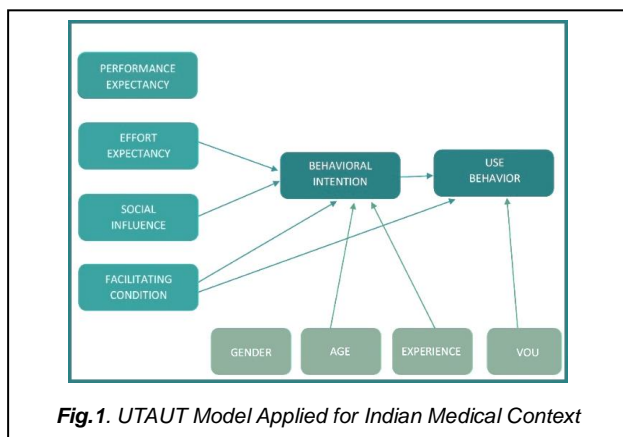 PERFORMANCE
EXPECTANCY
EFFORT
EXPECTANCY
SOCIAL
INFLUENCE
FACILITATING
CONDITION
BEHAVIORAL
INTENTION
USE
BEHAVIOR
GENDER
AGE
EXPERIENCE
VOU
Fig.1. UTAUT Model Applied for Indian Medical Context